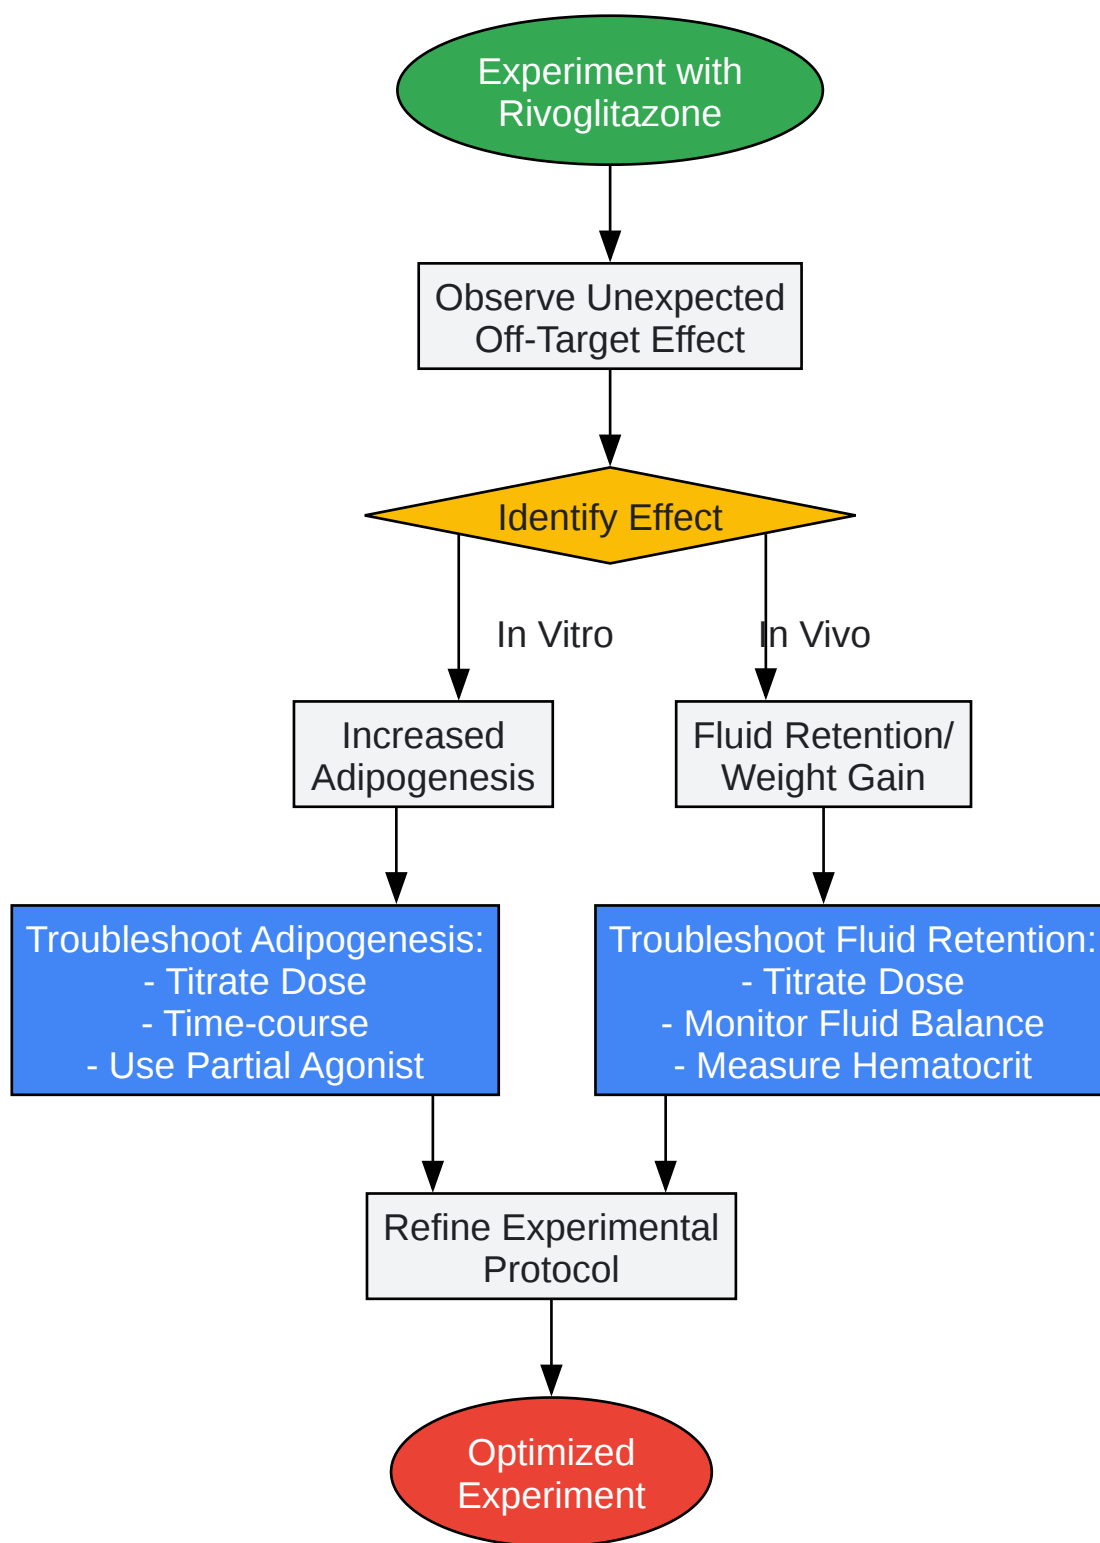 Experiment with
Rivoglitazone
Observe Unexpected
Off-Target Effect
Identify Effect
In Vitro
In Vivo
Increased
Adipogenesis
Fluid Retention/
Weight Gain
Troubleshoot Adipogenesis:
- Titrate Dose
- Time-course
- Use Partial Agonist
Troubleshoot Fluid Retention:
- Titrate Dose
- Monitor Fluid Balance
- Measure Hematocrit
Refine Experimental
Protocol
Optimized
Experiment